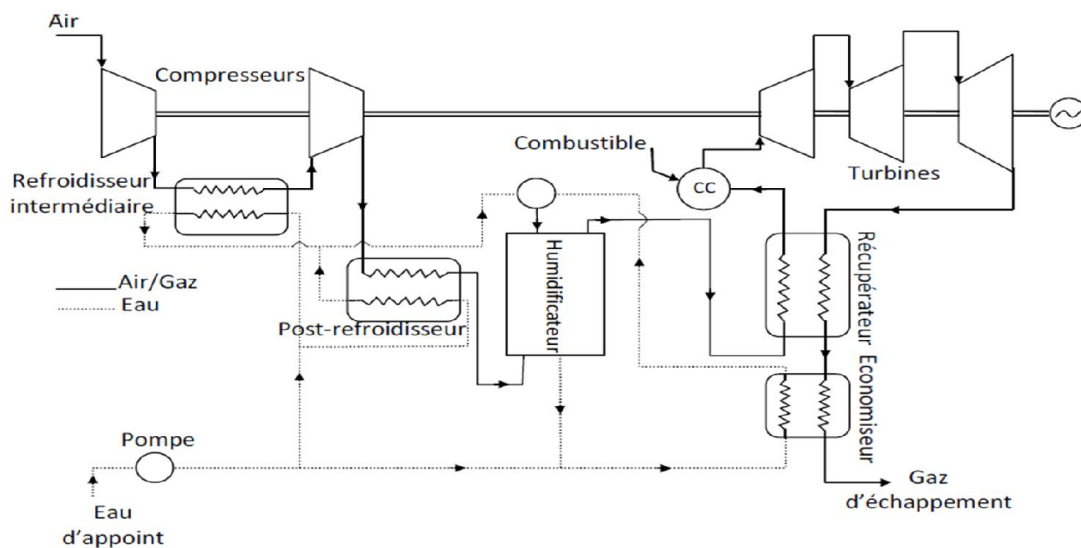 Air
Compresseurs
Refroidisseur
intermédiaire
Combustible
CC
Turbines
Air/Gaz
Eau
Post-refroidisseur
Humidificateur
Récupérateur
Economiseur
Pompe
Eau
d'appoint
Gaz
d'échappement